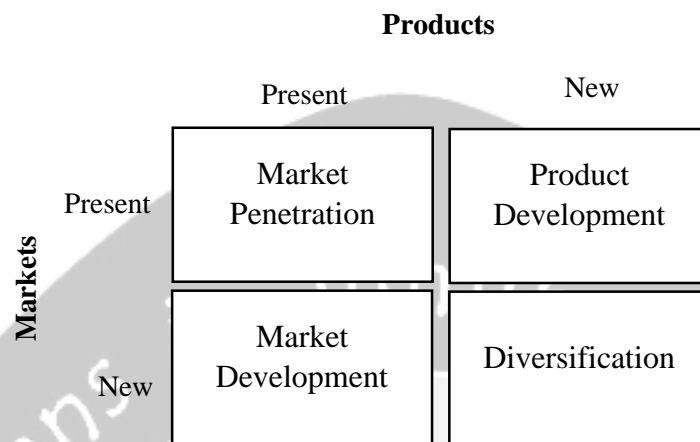 Products
Present
New
Market
Penetration
Product
Development
Present
Markets
Market
Development
Diversification
New